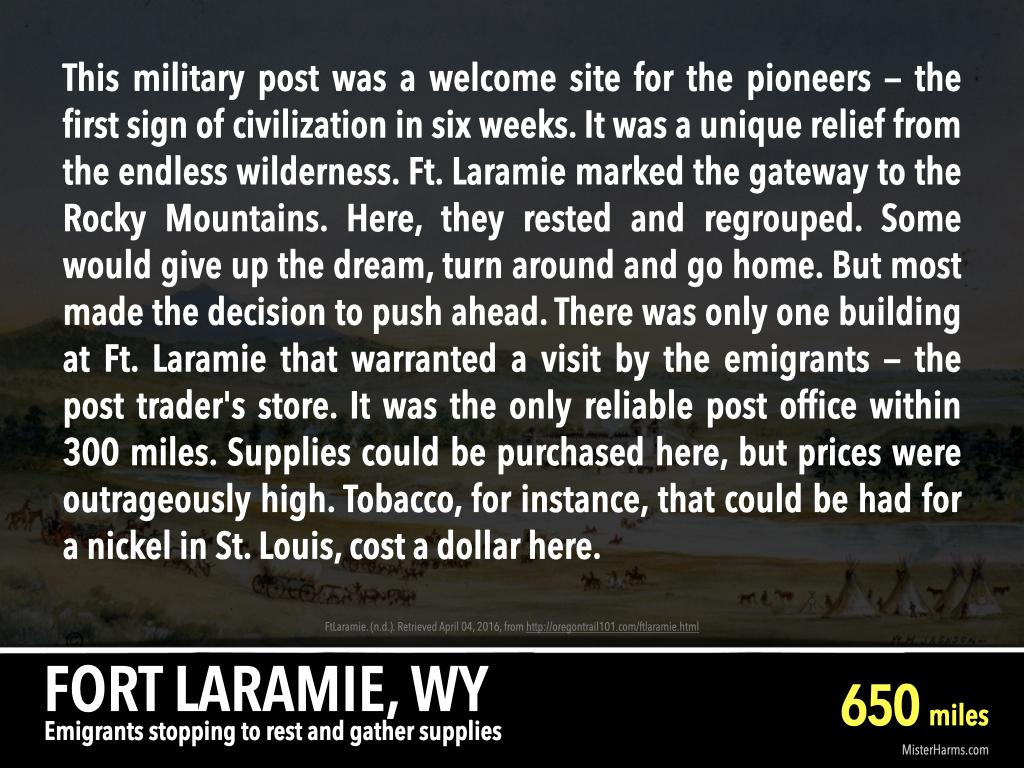 This military post was a welcome site for the pioneers – the
first sign of civilization in six weeks. It was a unique relief from
the endless wilderness. Ft. Laramie marked the gateway to the
Rocky Mountains. Here, they rested and regrouped. Some
would give up the dream, turn around and go home. But most
made the decision to push ahead. There was only one building
at Ft. Laramie that warranted a visit by the emigrants – the
post trader's store. It was the only reliable post office within
300 miles. Supplies could be purchased here, but prices were
outrageously high. Tobacco, for instance, that could be had for
a nickel in St. Louis, cost a dollar here.
FtLaramie. (n.d.). Retrieved April 04, 2016, from http://oregontrail101.com/ftlaramie.html
FORT LARAMIE, WY
Emigrants stopping to rest and gather supplies
650 miles
MisterHarms.com